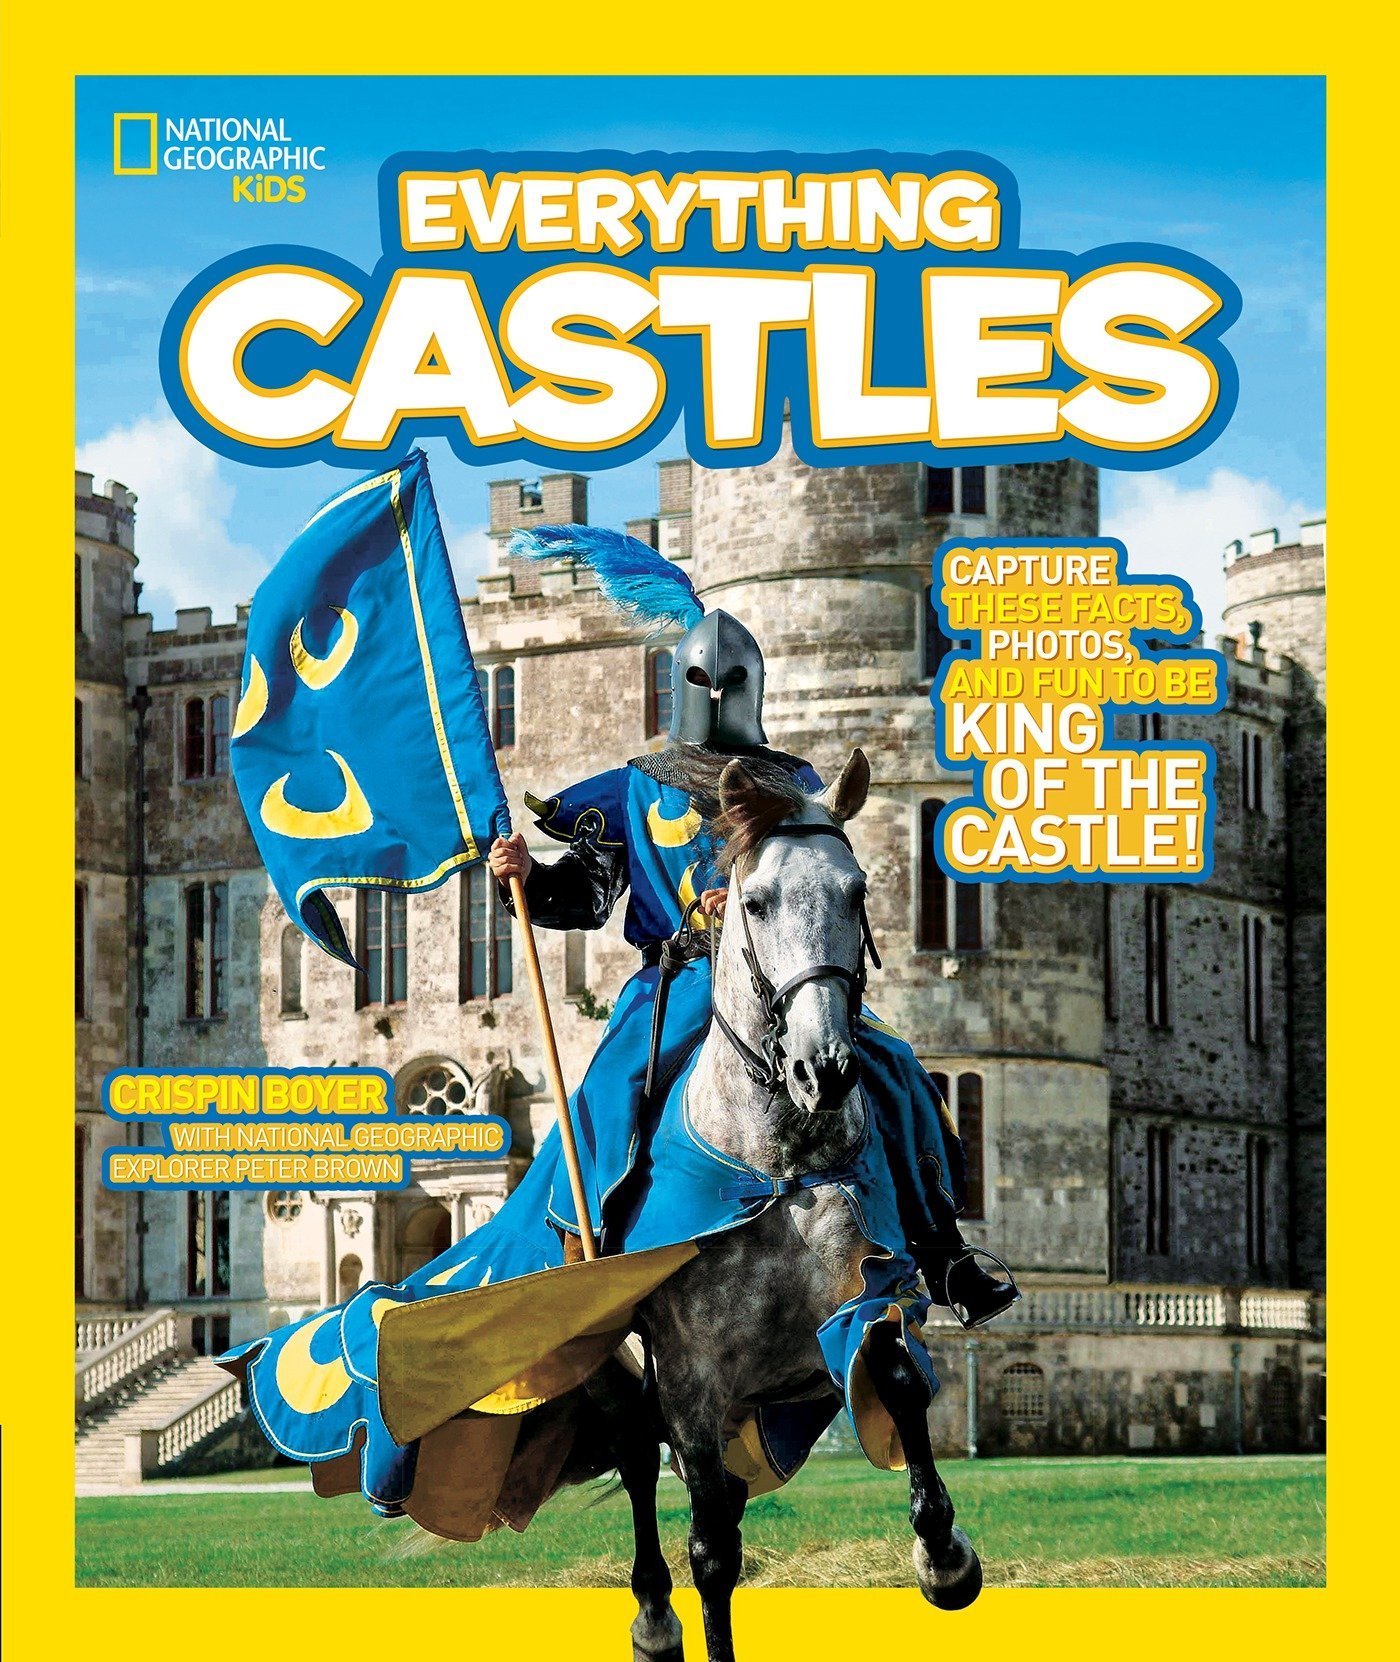 NATIONAL
GEOGRAPHIC
KiDS
EVERYTHING
CASTLES
CAPTURE
THESE FACTS,
PHOTOS,
AND FUN TO BE
KING
OF THE
CASTLE!
CRISPIN BOYER
WITH NATIONAL GEOGRAPHIC
EXPLORER PETER BROWN